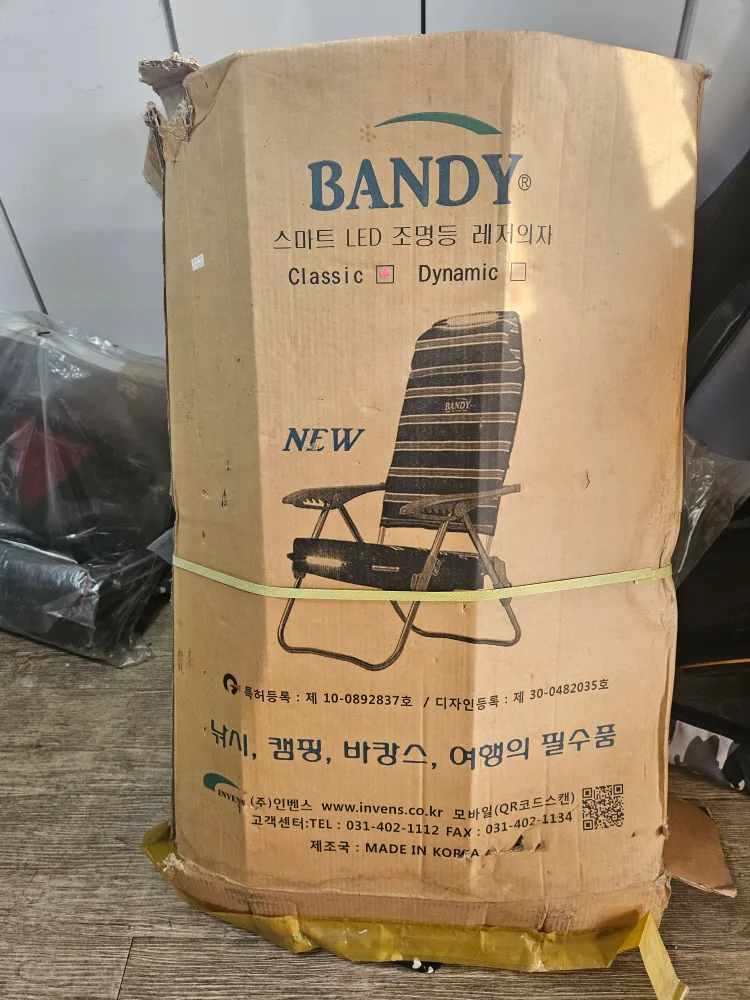 BANDY®
스마트 LED 조명등 레저의자
Classic Dynamic
BANDY
NEW
특허등록 : 제 10-0892837호 / 디자인등록 : 제 30-0482035호
낚시, 캠핑, 바캉스, 여행의 필수품
INVENS (주)인벤스 www.invens.co.kr 모바일(QR코드스캔)
고객센터:TEL : 031-402-1112 FAX : 031-402-1134
제조국 : MADE IN KOREA